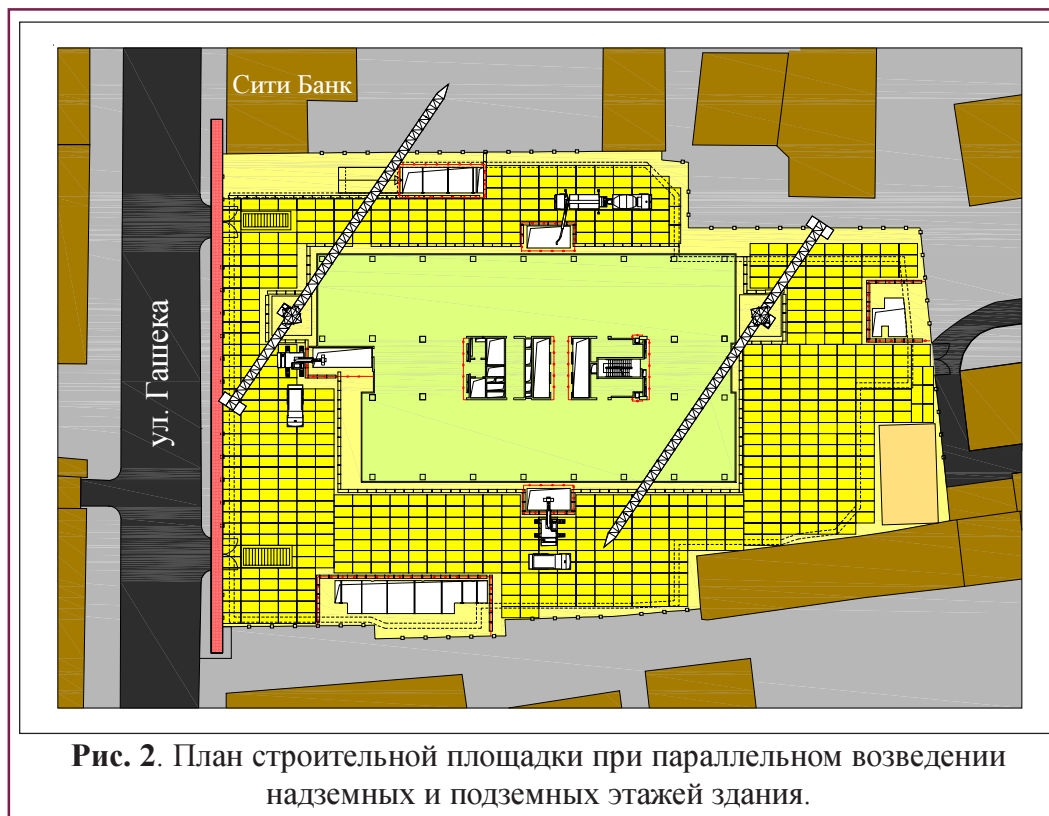 Сити Банк
ул. Гашека
Рис. 2. План строительной площадки при параллельном возведении
надземных и подземных этажей здания.